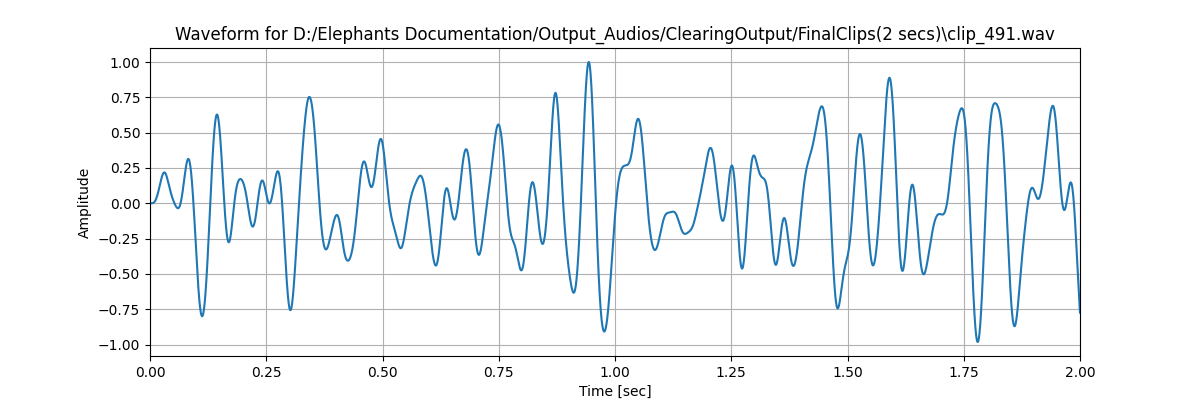 Waveform for D:/Elephants Documentation/Output_Audios/ClearingOutput/FinalClips(2 secs)\clip_491.wav
1.00
0.75
0.50
0.25
0.00
−0.25
−0.50
−0.75
−1.00
Amplitude
0.00 0.25 0.50 0.75 1.00 1.25 1.50 1.75 2.00
Time [sec]